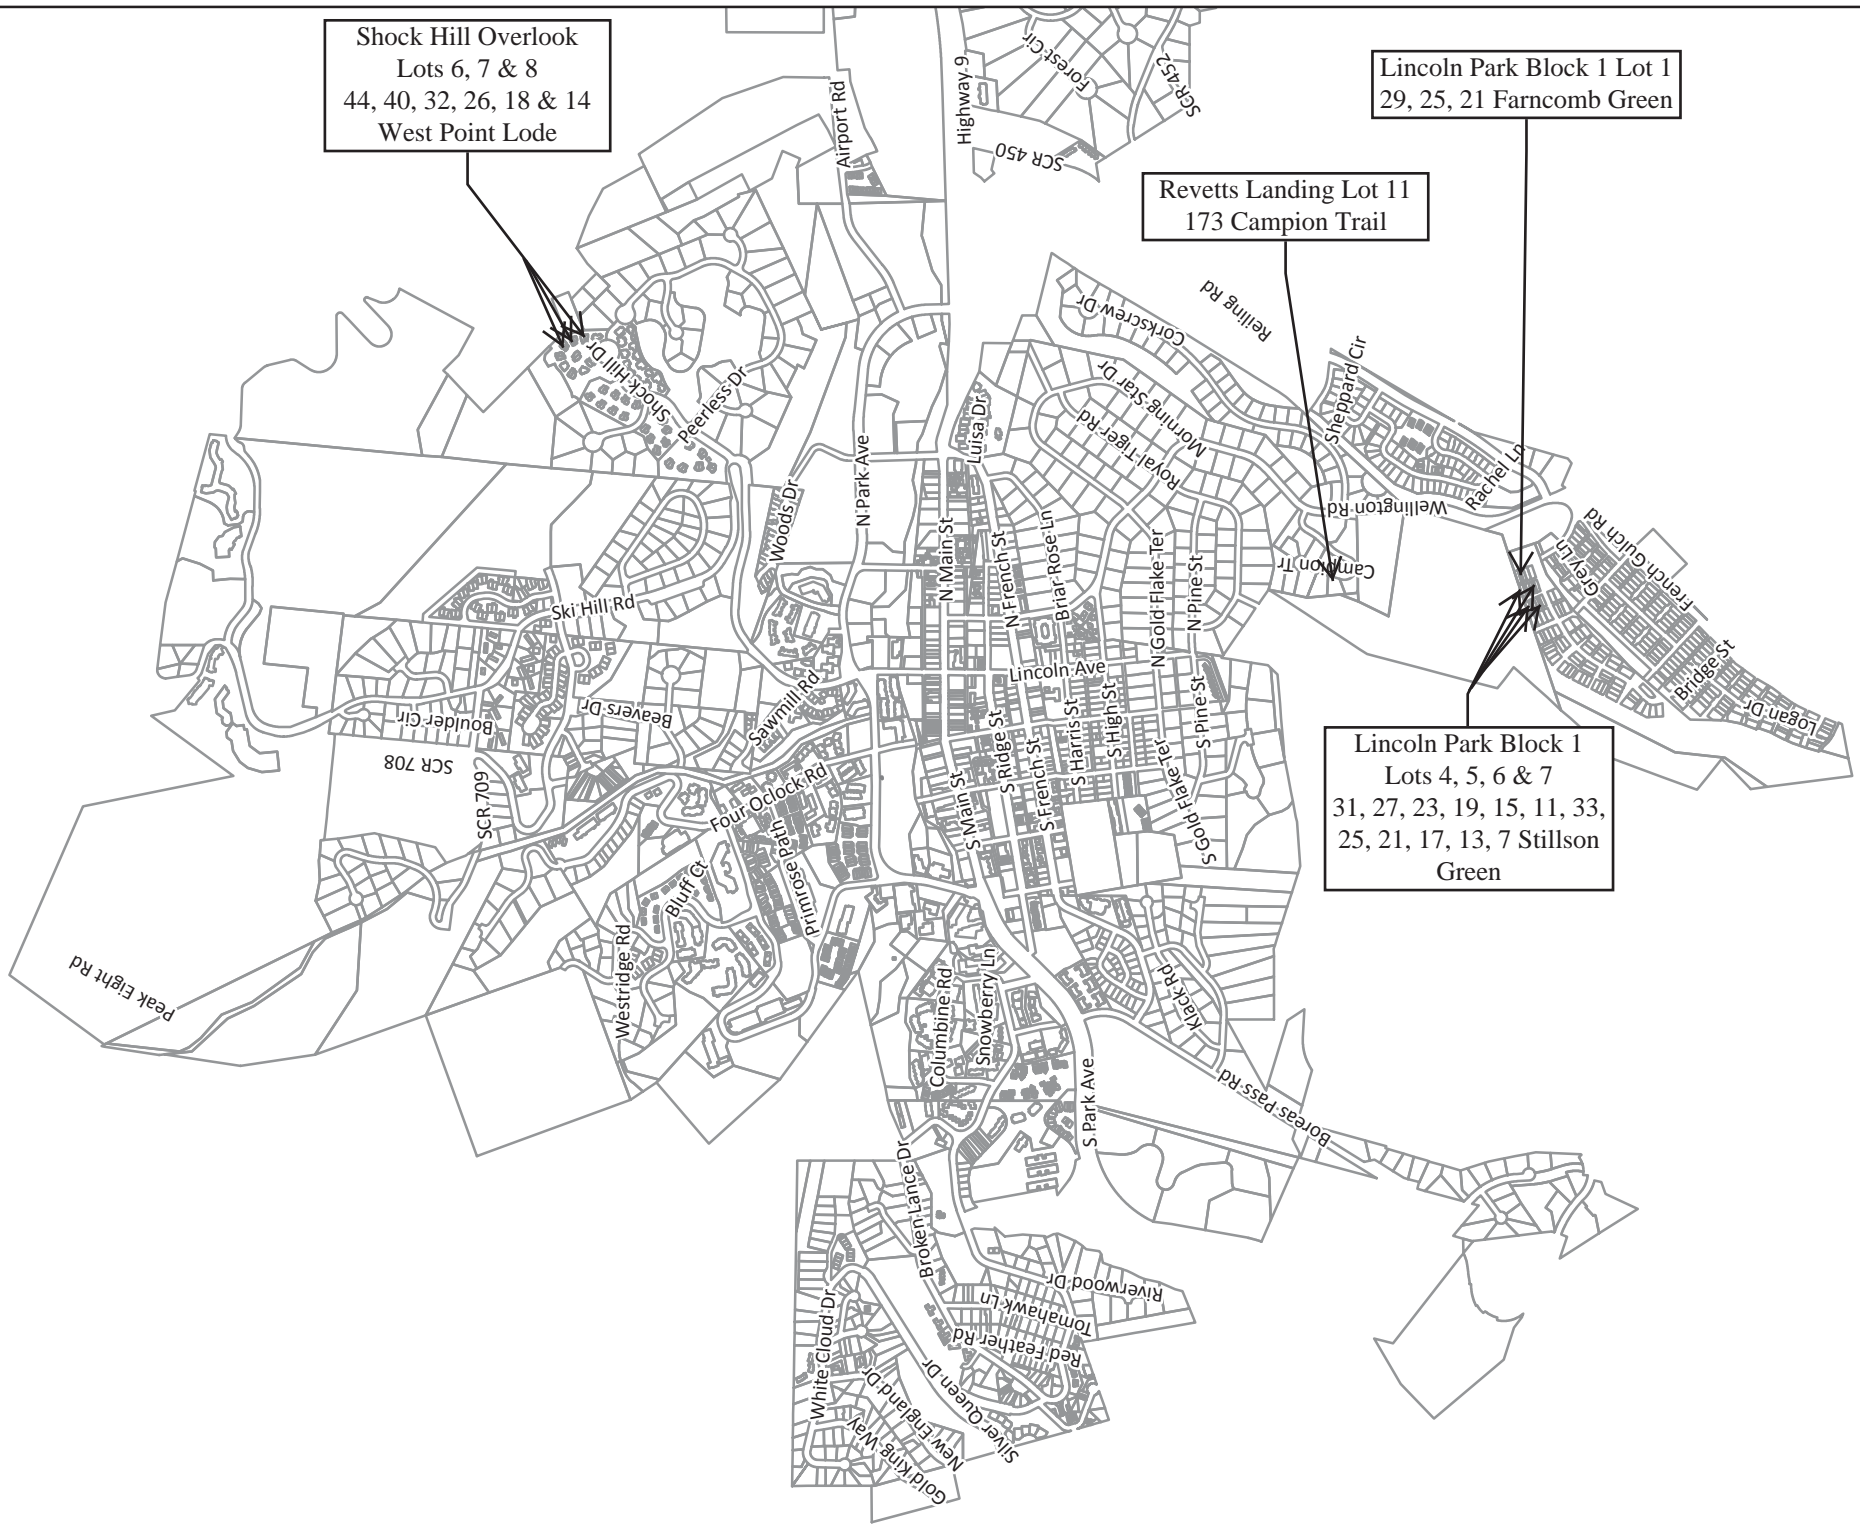 Shock Hill Overlook
Lots 6, 7 & 8
44, 40, 32, 26, 18 & 14
West Point Lode
Lincoln Park Block 1 Lot 1
29, 25, 21 Farncomb Green
Revetts Landing Lot 11
173 Campion Trail
Lincoln Park Block 1
Lots 4, 5, 6 & 7
31, 27, 23, 19, 15, 11, 33,
25, 21, 17, 13, 7 Stillson
Green
Forest Cir
SCR 452
Highway 9
SCR 450
Airport Rd
Corkscrew Dr
Reiling Rd
Sheppard Cir
Shock Hill Dr
Peerless Dr
Luisa Dr
Morning Star Dr
Royal Tiger Rd
Rachel Ln
Wellington Rd
N Park Ave
Woods Dr
N Main St
N French St
Briar Rose Ln
N Gold Flake Ter
N Pine St
Campion Tr
Grey Ln
French Gulch Rd
Ski Hill Rd
Lincoln Ave
Bridge St
Logan Dr
Boulder Cir
Beavers Dr
Sawmill Rd
SCR 708
SCR 709
Four Oclock Rd
Primrose Path
S Main St
S Ridge St
S French St
S Harris St
S High St
S Gold Flake Ter
S Pine St
Bluff Ct
Westridge Rd
Peak Eight Rd
Columbine Rd
Snowberry Ln
Klack Rd
S Park Ave
Boreas Pass Rd
Broken Lance Dr
Riverwood Dr
Tomahawk Ln
Red Feather Rd
White Cloud Dr
New England Dr
Silver Queen Dr
Gold King Way